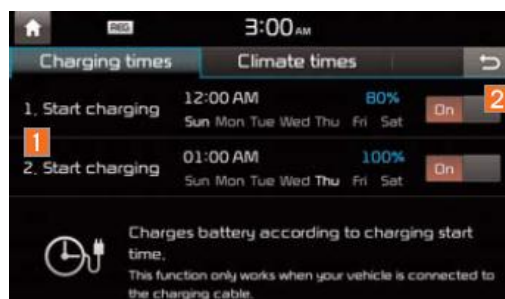 REG 3:00 AM
Charging times Climate times
1. Start charging 12:00 AM 80% On 2
Sun Mon Tue Wed Thu Fri Sat
1
2. Start charging 01:00 AM 100% On
Sun Mon Tue Wed Thu Fri Sat
Charges battery according to charging start
time.
This function only works when your vehicle is connected to
the charging cable.